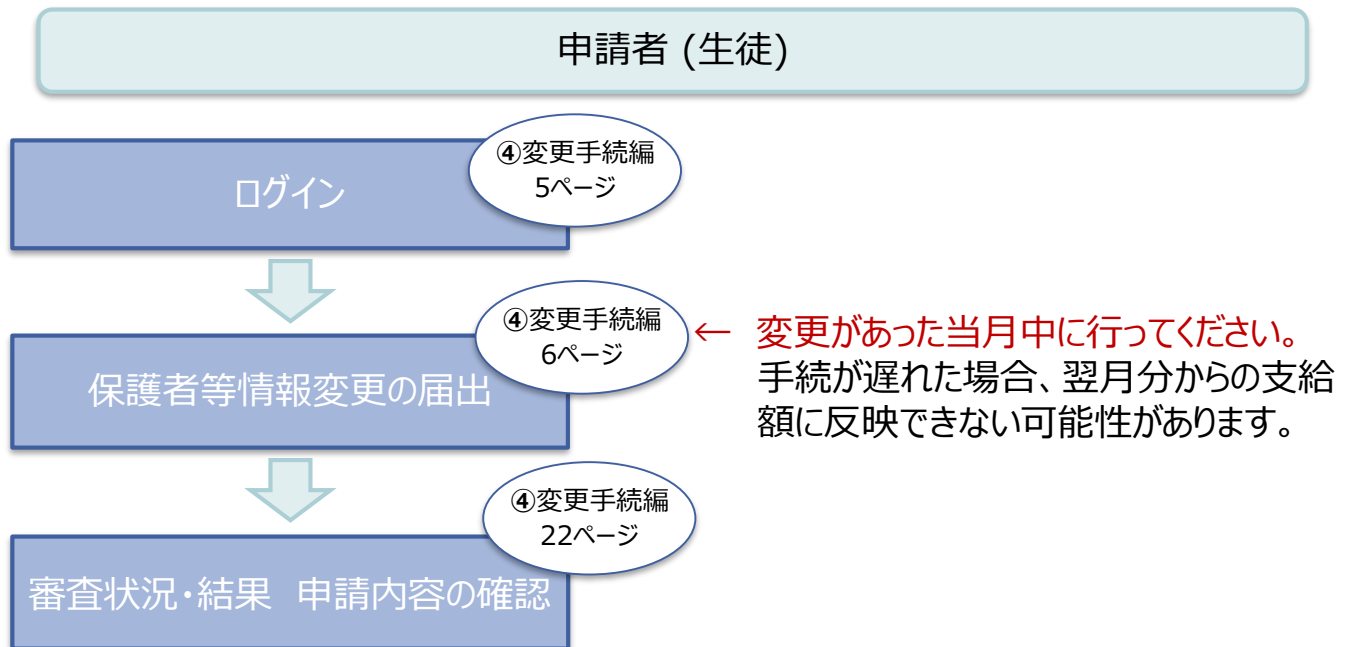 申請者 (生徒)
④変更手続編
5ページ
ログイン
④変更手続編
6ページ
← 変更があった当月中に行ってください。
手続が遅れた場合、翌月分からの支給
額に反映できない可能性があります。
保護者等情報変更の届出
④変更手続編
22ページ
審査状況・結果　申請内容の確認